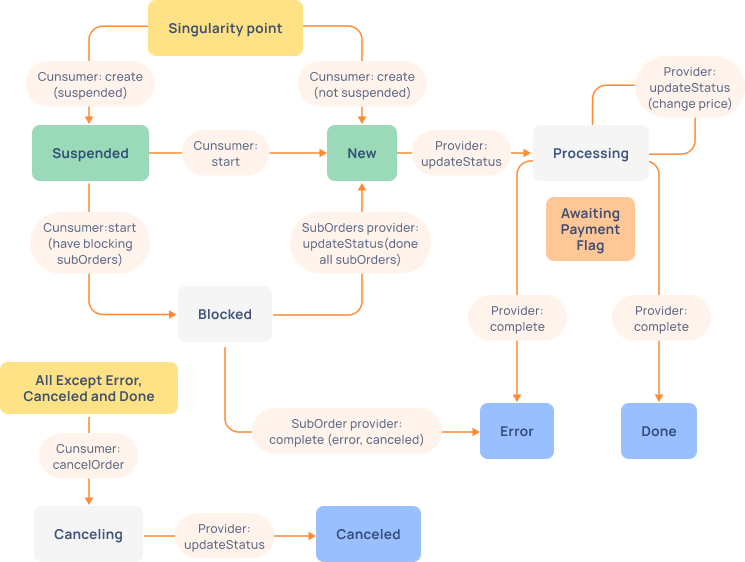 Singularity point
Cunsumer: create
(suspended)
Cunsumer: create
(not suspended)
Provider:
updateStatus
(change price)
Suspended
Cunsumer:
start
New
Provider:
updateStatus
Processing
Awaiting
Payment
Flag
Cunsumer:start
(have blocking
subOrders)
SubOrders provider:
updateStatus(done
all subOrders)
Blocked
Provider:
complete
Provider:
complete
All Except Error,
Canceled and Done
SubOrder provider:
complete (error, canceled)
Error
Done
Cunsumer:
cancelOrder
Canceling
Provider:
updateStatus
Canceled